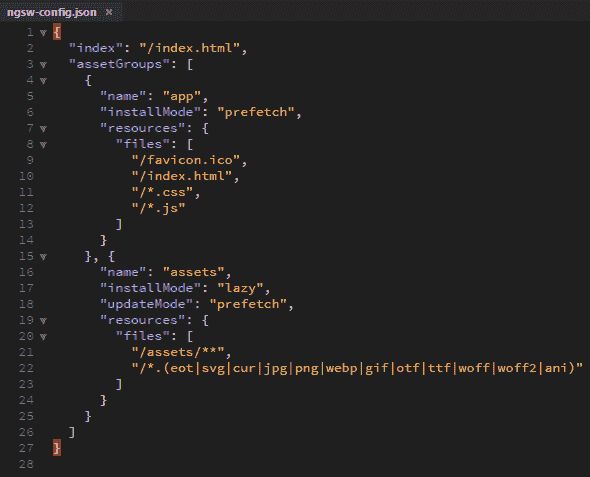 ngsw-config.json ×
1 {
2 "index": "/index.html",
3 "assetGroups": [
4 {
5 "name": "app",
6 "installMode": "prefetch",
7 "resources": {
8 "files": [
9 "/favicon.ico",
10 "/index.html",
11 "/*.css",
12 "/*.js"
13 ]
14 }
15 }, {
16 "name": "assets",
17 "installMode": "lazy",
18 "updateMode": "prefetch",
19 "resources": {
20 "files": [
21 "/assets/**",
22 "/*.(eot|svg|cur|jpg|png|webp|gif|otf|ttf|woff|woff2|ani)"
23 ]
24 }
25 }
26 ]
27 }
28